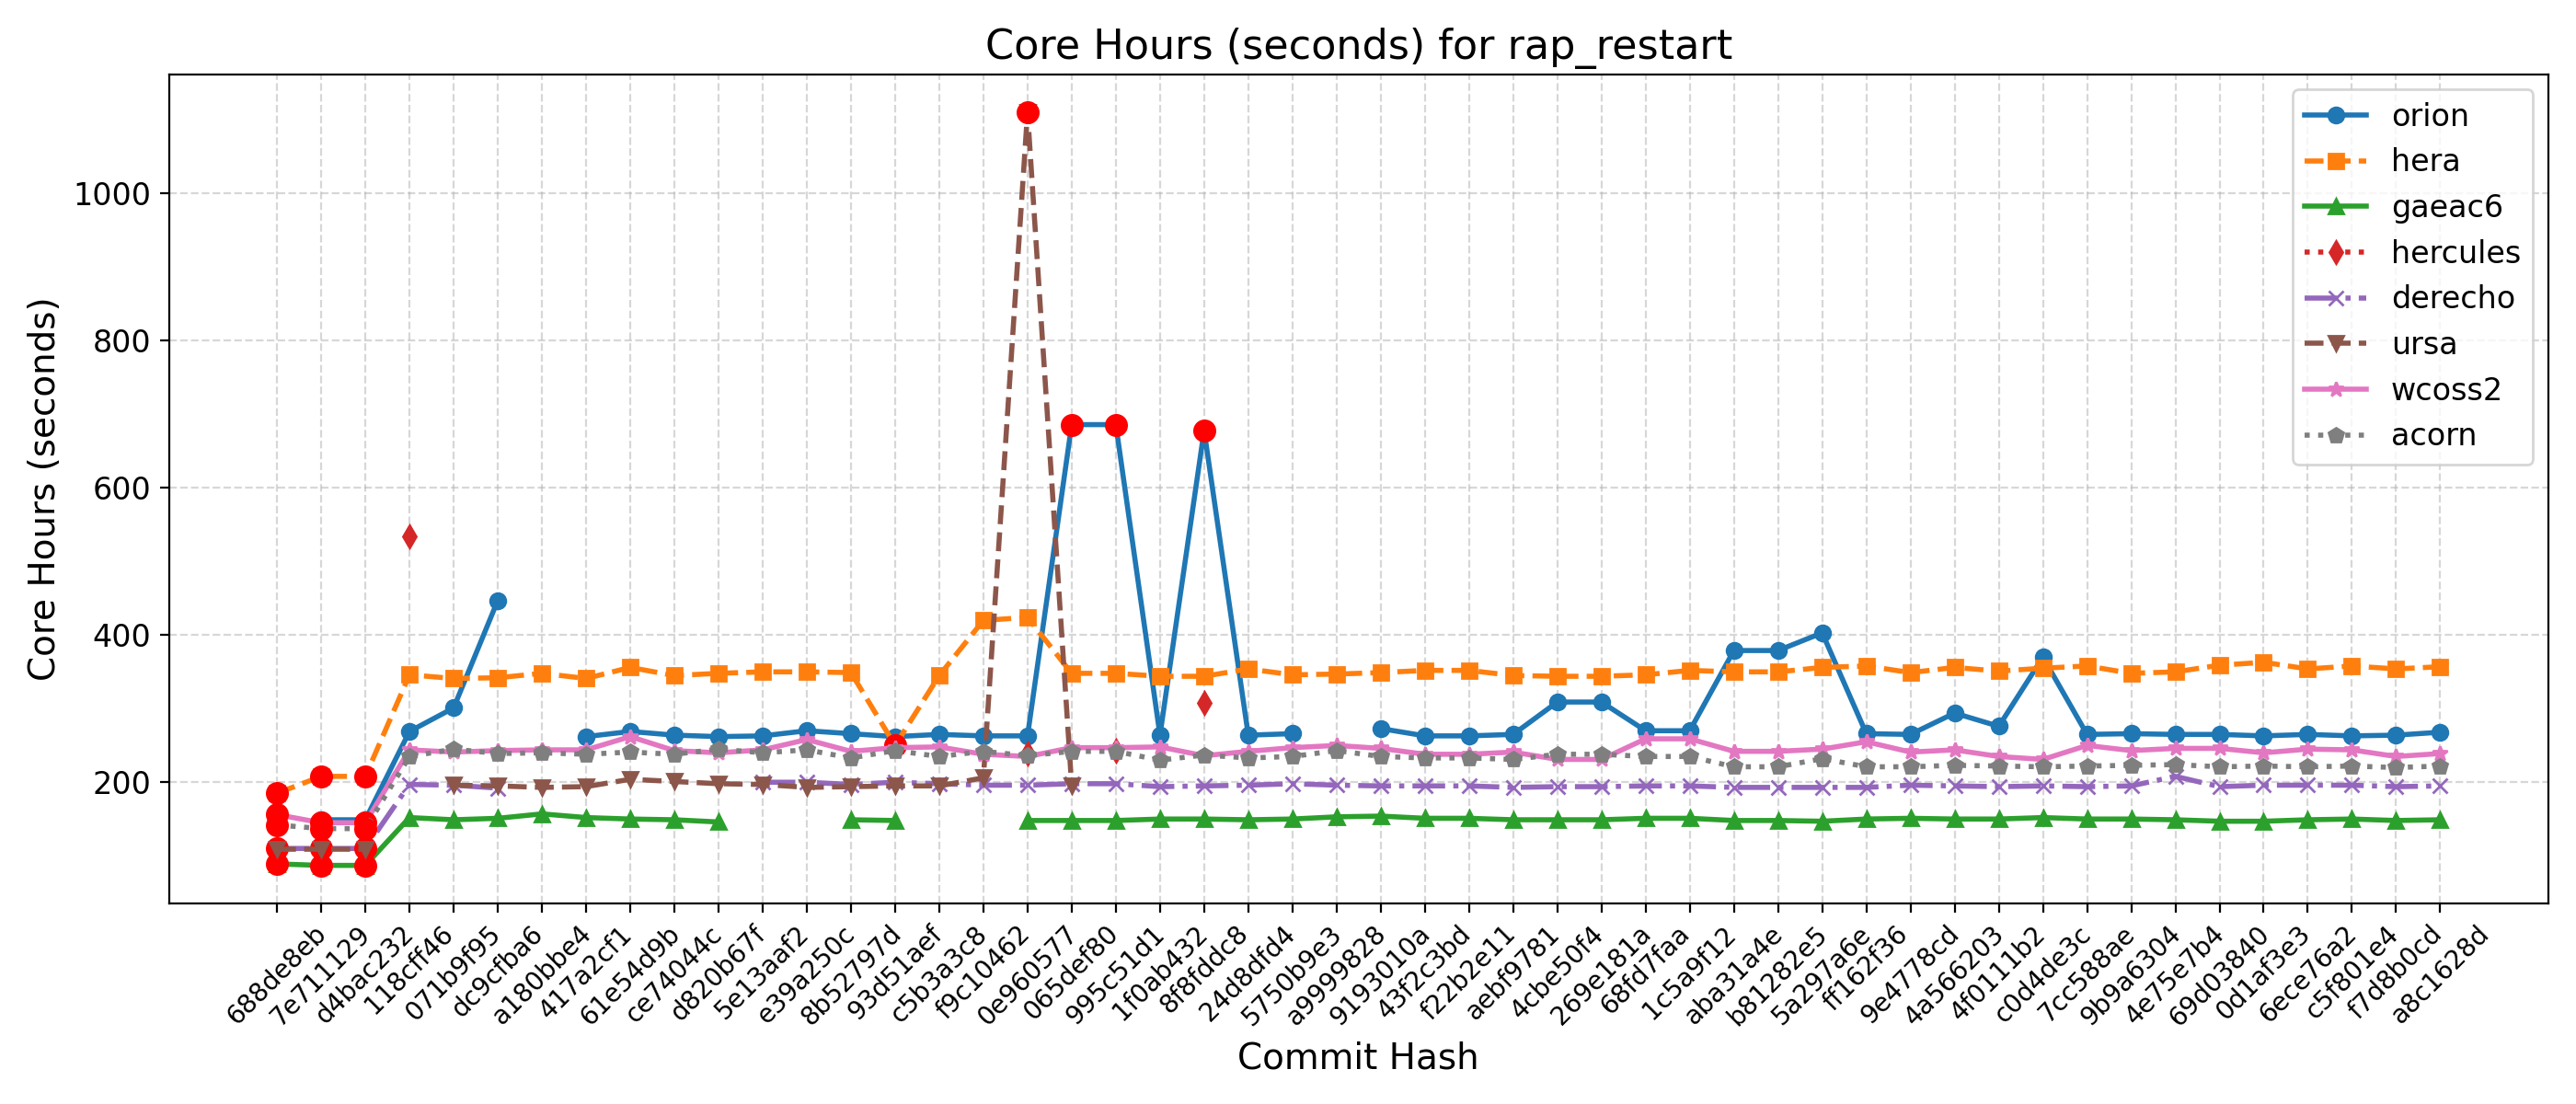 Core Hours (seconds) for rap_restart
Core Hours (seconds)
1000
800
600
400
200
orion
hera
gaeac6
hercules
derecho
ursa
wcoss2
acorn
688de8eb
7e711129
d4bac232
118cff46
071b9f95
dc9cfba6
a180bbe4
417a2cf1
61e54d9b
ce74044c
d820b67f
5e13aaf2
e39a250c
8b52797d
93d51aef
c5b3a3c8
f9c10462
0e960577
065def80
995c51d1
1f0ab432
8f8fddc8
24d8dfd4
5750b9e3
a9999828
9193010a
43f2c3bd
f22b2e11
aebf9781
4cbe50f4
269e181a
68fd7faa
1c5a9f12
aba31a4e
b81282e5
5a297a6e
ff162f36
9e4778cd
4a566203
4f0111b2
c0d4de3c
7cc588ae
9b9a6304
4e75e7b4
69d03840
0d1af3e3
6ece76a2
c5f801e4
f7d8b0cd
a8c1628d
Commit Hash